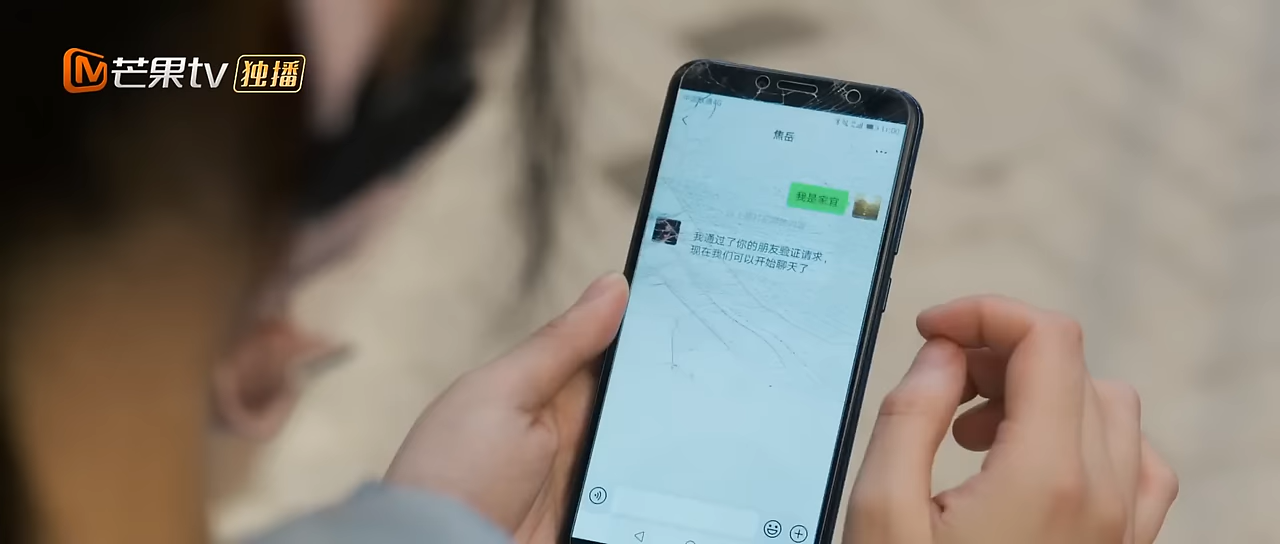 芒果tv 独播
焦岳
我是家宜
我通过了你的朋友验证请求，
现在我们可以开始聊天了